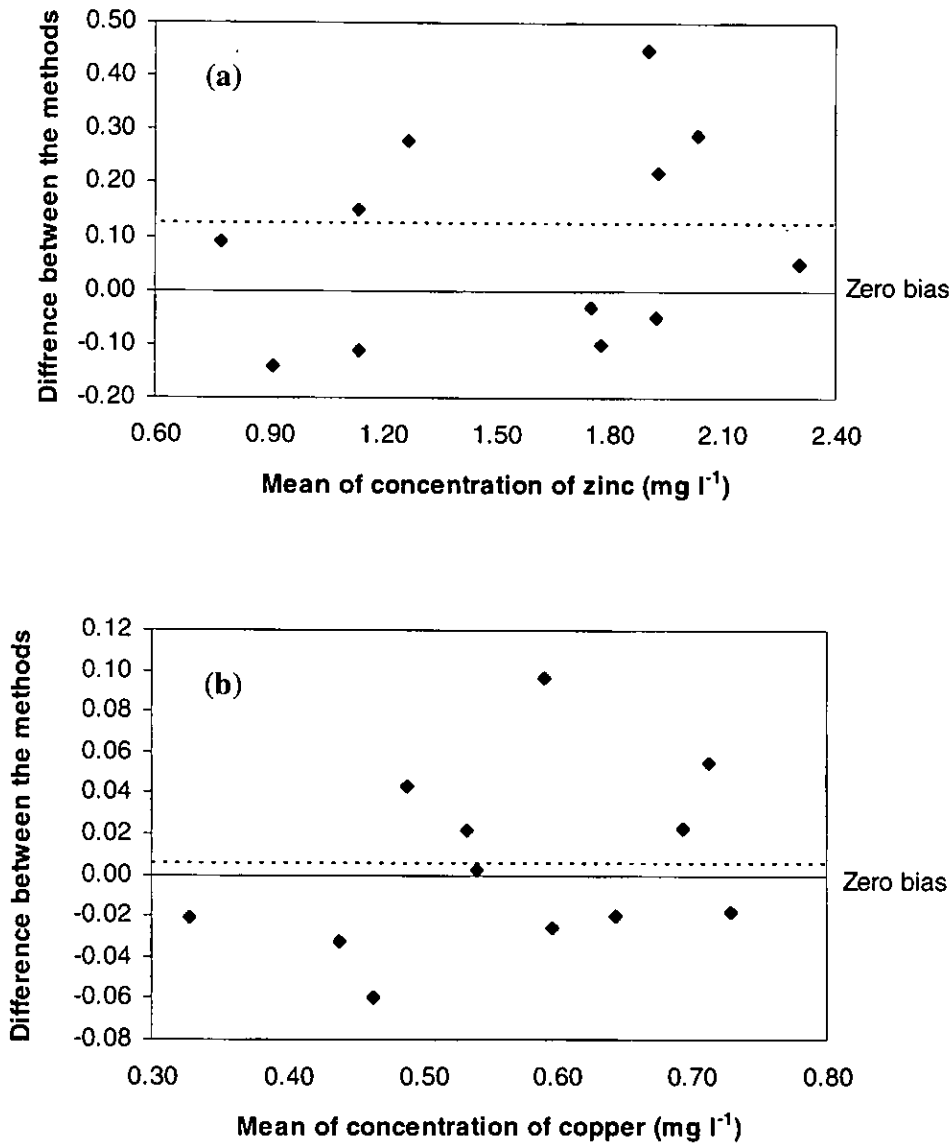 0.50
(a)
0.40
0.30
0.20
0.10
0.00
Zero bias
-0.10
-0.20
Diffrence between the methods
0.60 0.90 1.20 1.50 1.80 2.10 2.40
Mean of concentration of zinc (mg l-1)
0.12
(b)
0.10
0.08
0.06
0.04
0.02
0.00
Zero bias
-0.02
-0.04
-0.06
-0.08
Difference between the methods
0.30 0.40 0.50 0.60 0.70 0.80
Mean of concentration of copper (mg l-1)